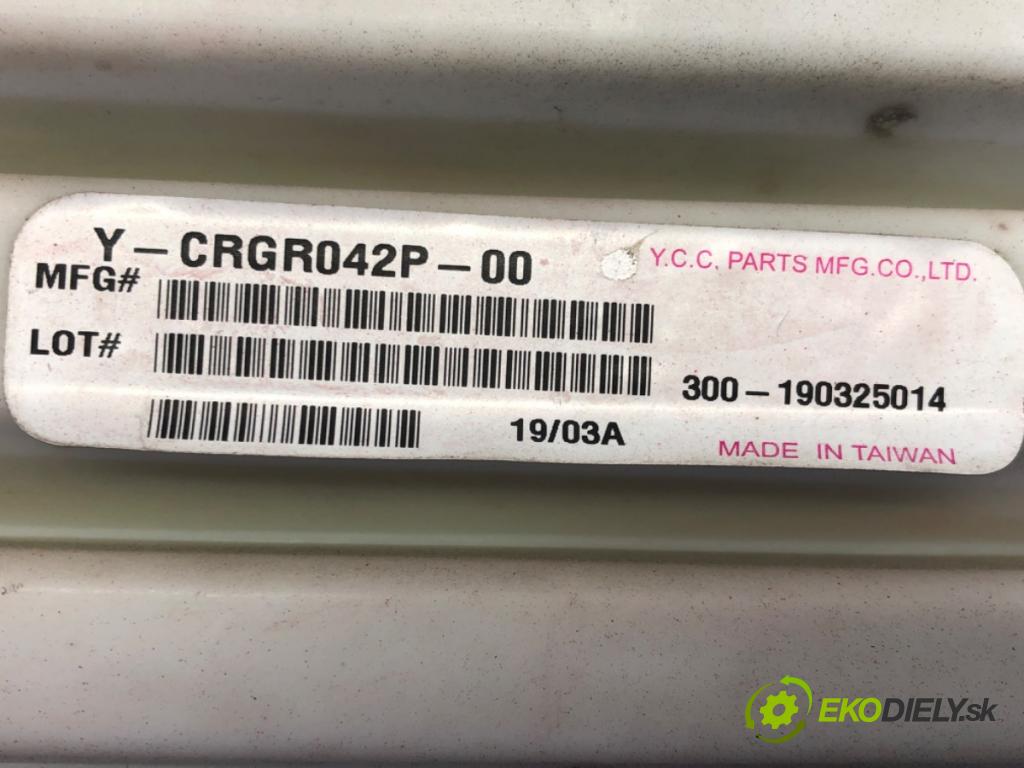 Y-CRGR042P-00
Y.C.C. PARTS MFG.CO.,LTD.
MFG#
LOT#
300-190325014
19/03A
MADE IN TAIWAN
EKODIELY.sk